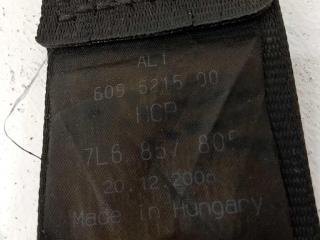 ALT
609 5215 00
HCP
7L6 857 805
20.12.2006
Made in Hungary